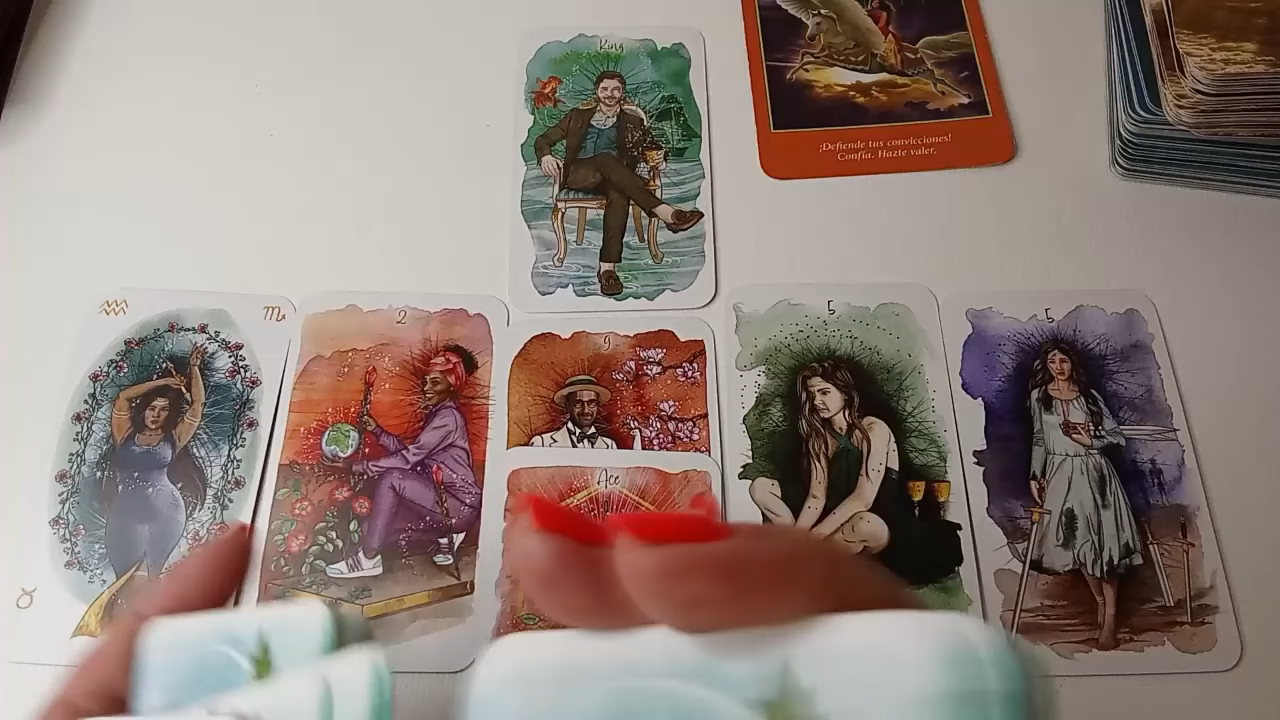 King
¡Defiende tus convicciones!
Confía. Hazte valer.
2
9
5
5
Ace